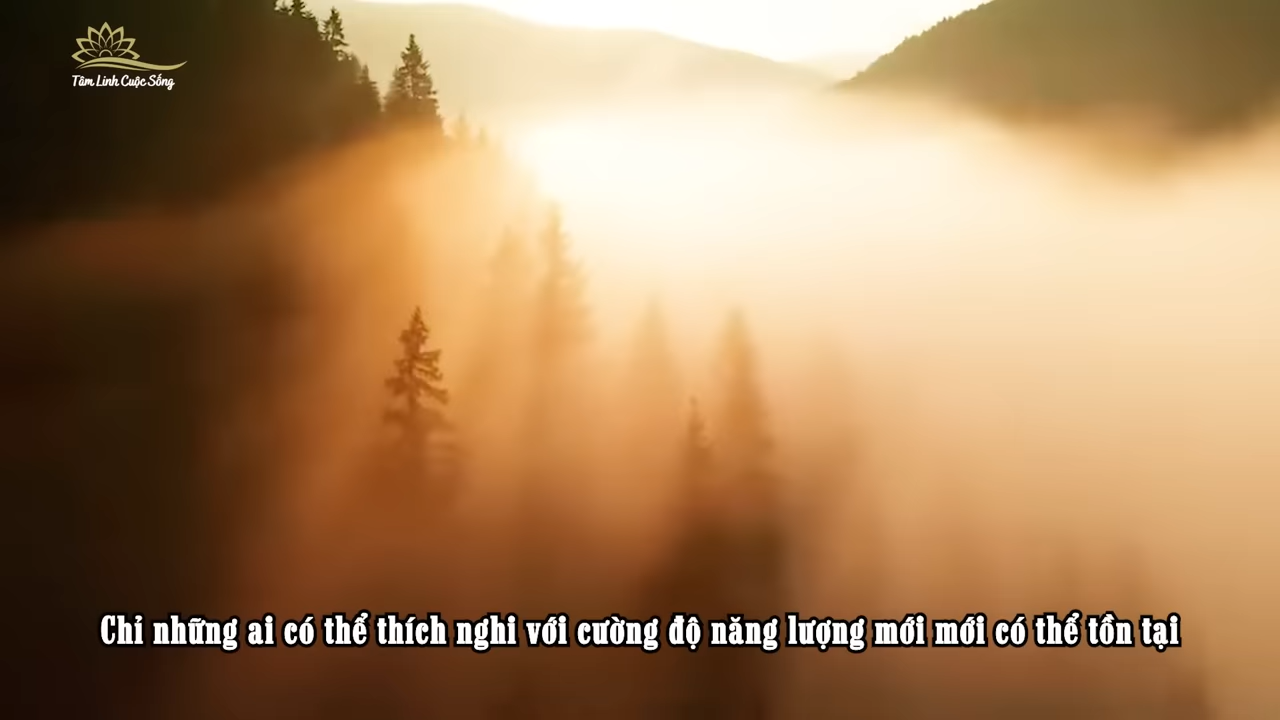 Tâm Linh Cuộc Sống
Chỉ những ai có thể thích nghi với cường độ năng lượng mới mới có thể tồn tại